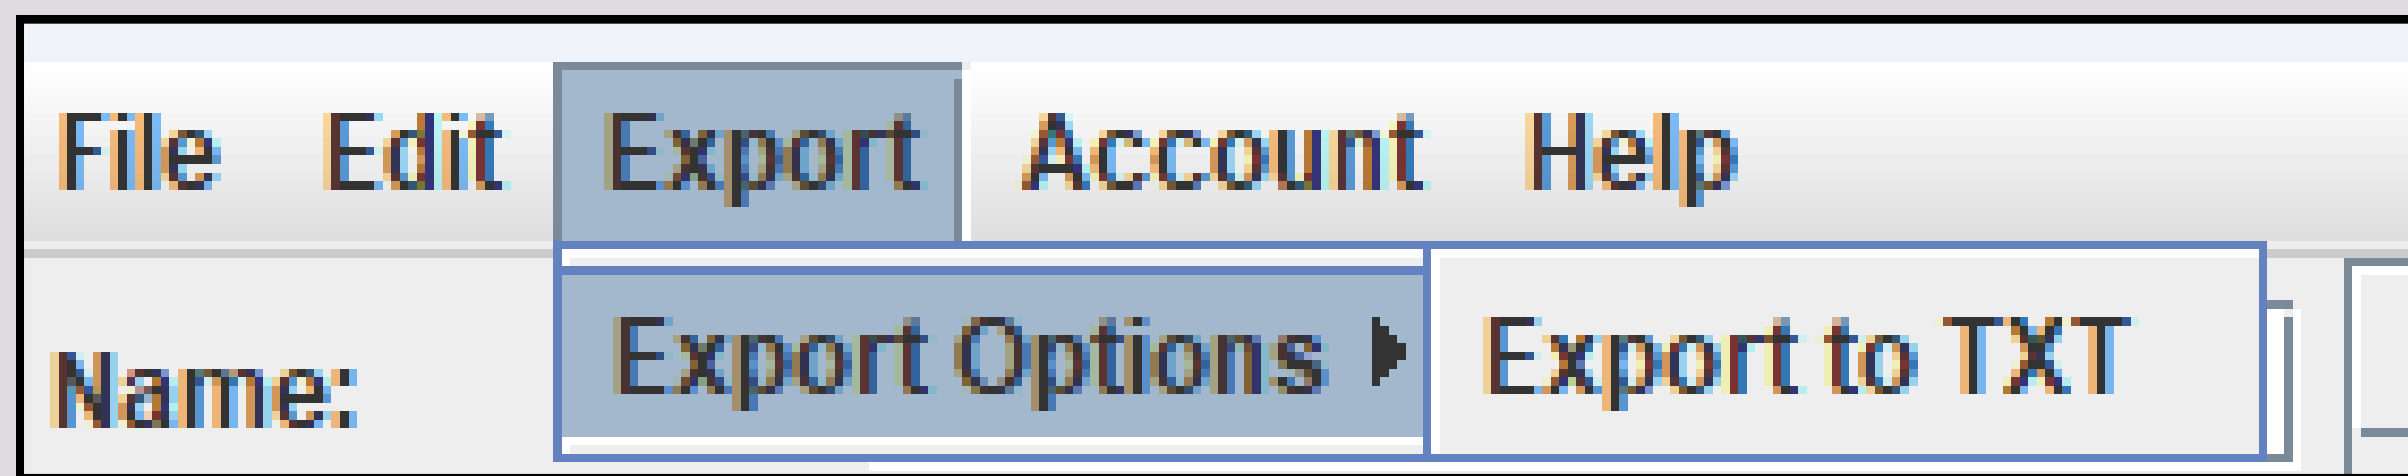 File Edit Export Account Help
Export Options Export to TXT
Name: